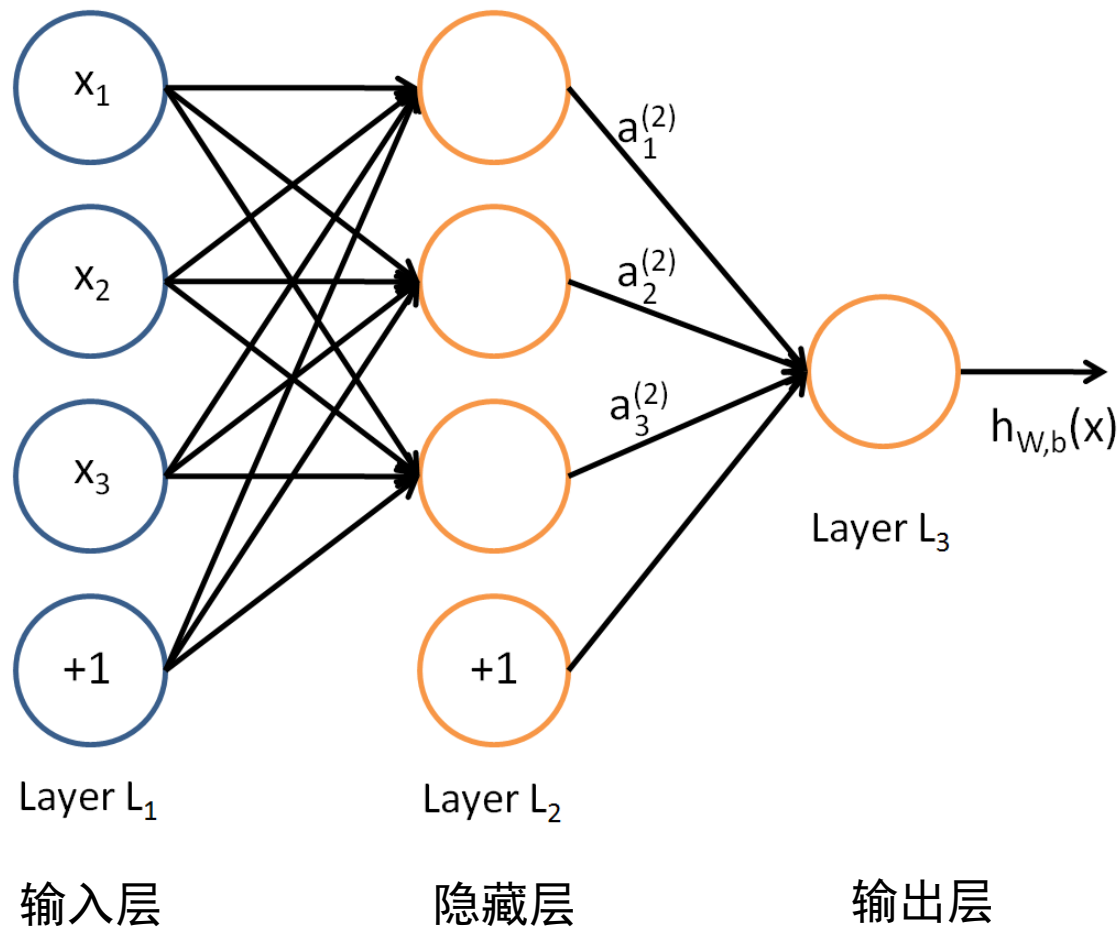 x₁
a₁⁽²⁾
x₂
a₂⁽²⁾
x₃
a₃⁽²⁾
h_W,b(x)
+1
+1
Layer L₁
Layer L₂
Layer L₃
输入层
隐藏层
输出层